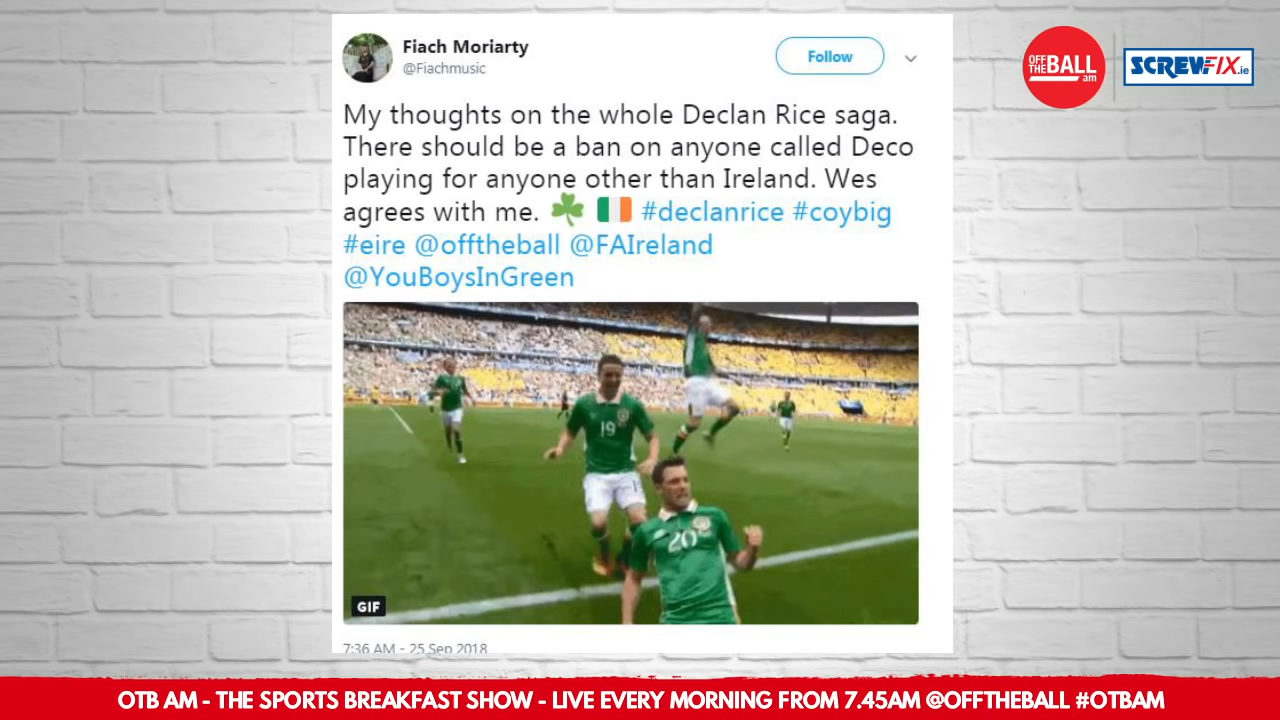 Fiach Moriarty
@Fiachmusic
Follow
My thoughts on the whole Declan Rice saga.
There should be a ban on anyone called Deco
playing for anyone other than Ireland. Wes
agrees with me. ☘️ 🇮🇪 #declanrice #coybig
#eire @offtheball @FAIreland
@YouBoysInGreen
19
20
GIF
7:36 AM - 25 Sep 2018
OFF
THE BALL
am
SCREWFIX.ie
OTB AM - THE SPORTS BREAKFAST SHOW - LIVE EVERY MORNING FROM 7.45AM @OFFTHEBALL #OTBAM